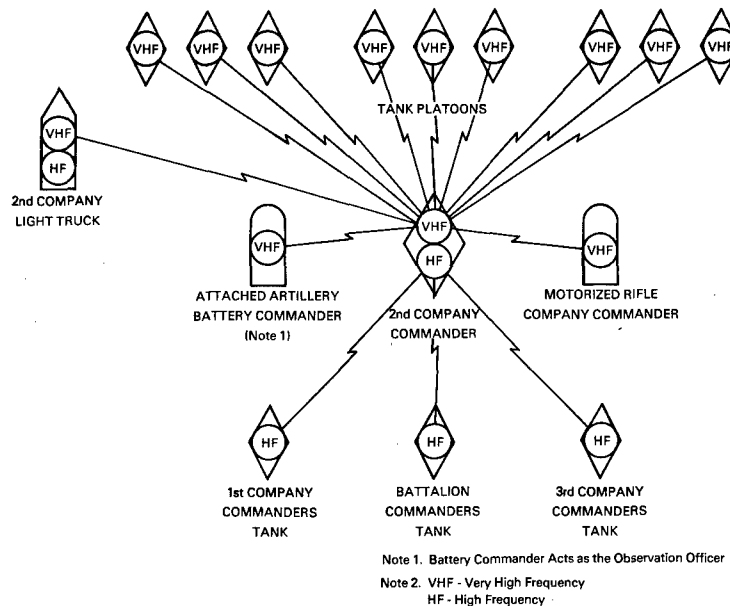 VHF VHF VHF VHF VHF VHF VHF VHF VHF
TANK PLATOONS
VHF
HF
2nd COMPANY
LIGHT TRUCK
VHF
ATTACHED ARTILLERY
BATTERY COMMANDER
(Note 1)
VHF
HF
2nd COMPANY
COMMANDER
VHF
MOTORIZED RIFLE
COMPANY COMMANDER
HF
1st COMPANY
COMMANDERS
TANK
HF
BATTALION
COMMANDERS
TANK
HF
3rd COMPANY
COMMANDERS
TANK
Note 1. Battery Commander Acts as the Observation Officer
Note 2. VHF - Very High Frequency
HF - High Frequency